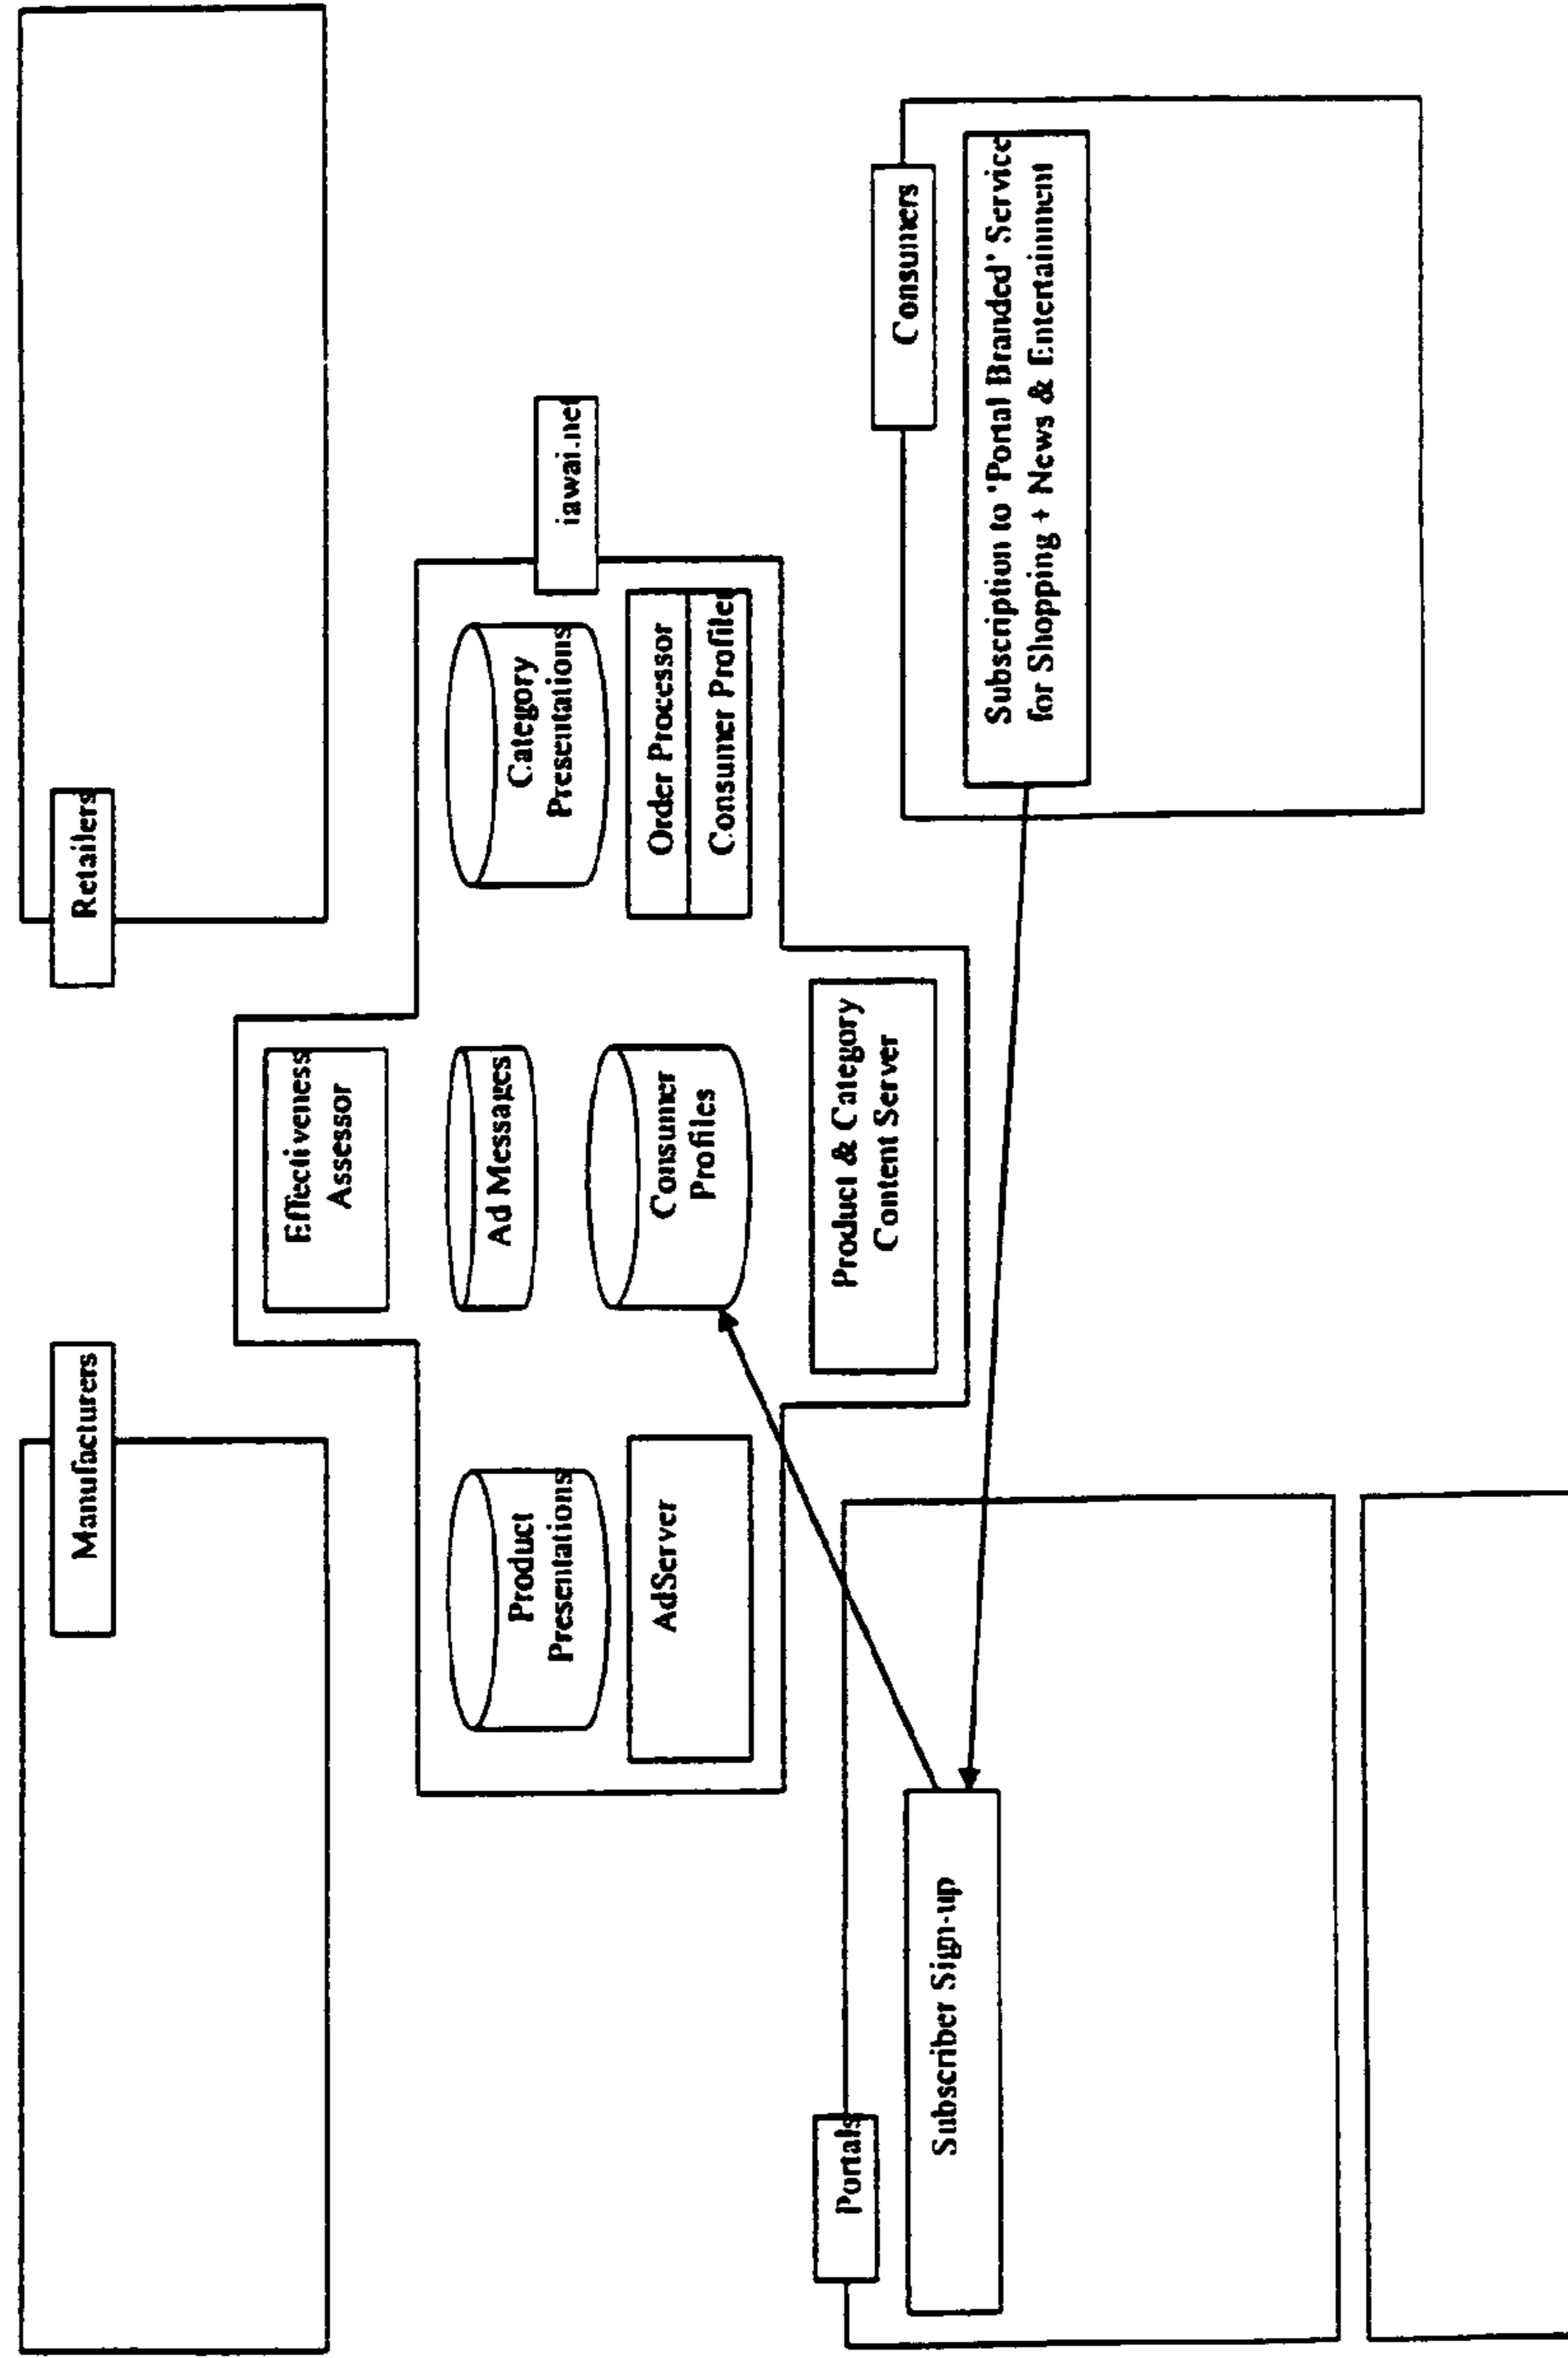 Manufacturers
Retailers
Effectiveness
Assessor
Product
Presentations
Ad Messages
Category
Presentations
iawai.net
AdServer
Consumer
Profiles
Order Processor
Consumer Profiler
Portals
Product & Category
Content Server
Consumers
Subscriber Sign-up
Subscription to 'Portal Branded' Service
for Shopping + News & Entertainment